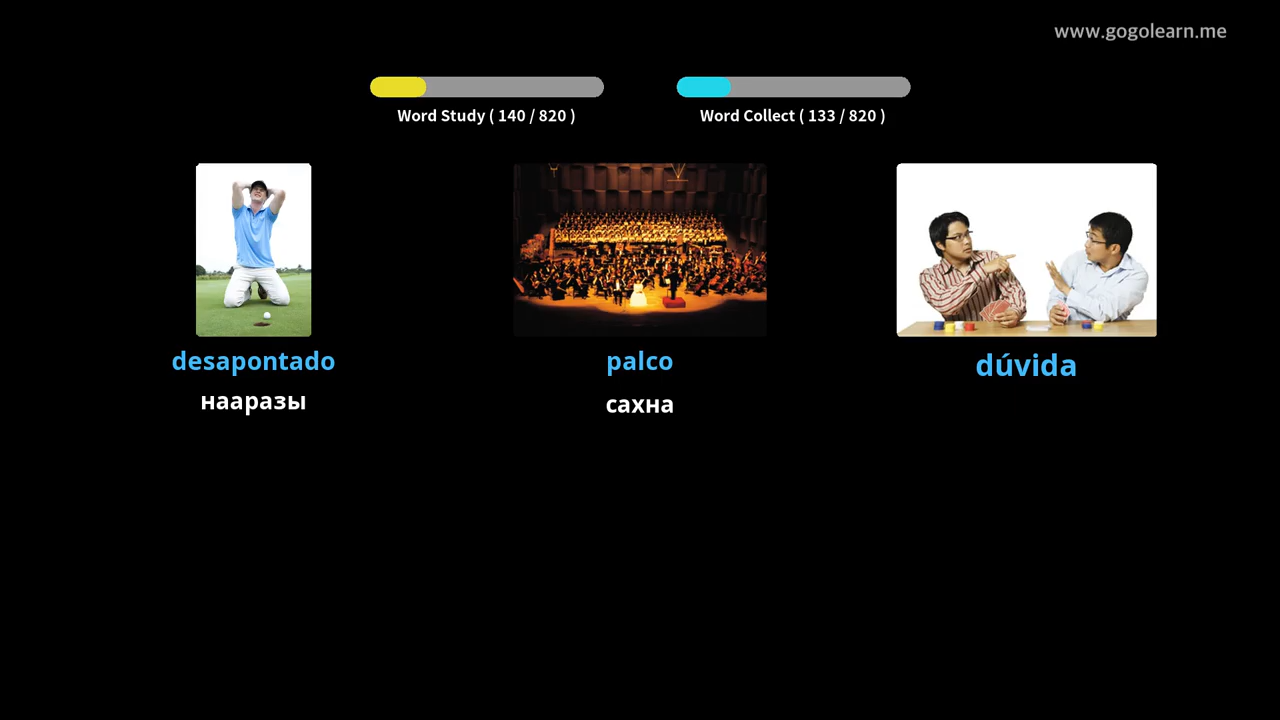 www.gogolearn.me
Word Study ( 140 / 820 )
Word Collect ( 133 / 820 )
desapontado
нааразы
palco
сахна
dúvida